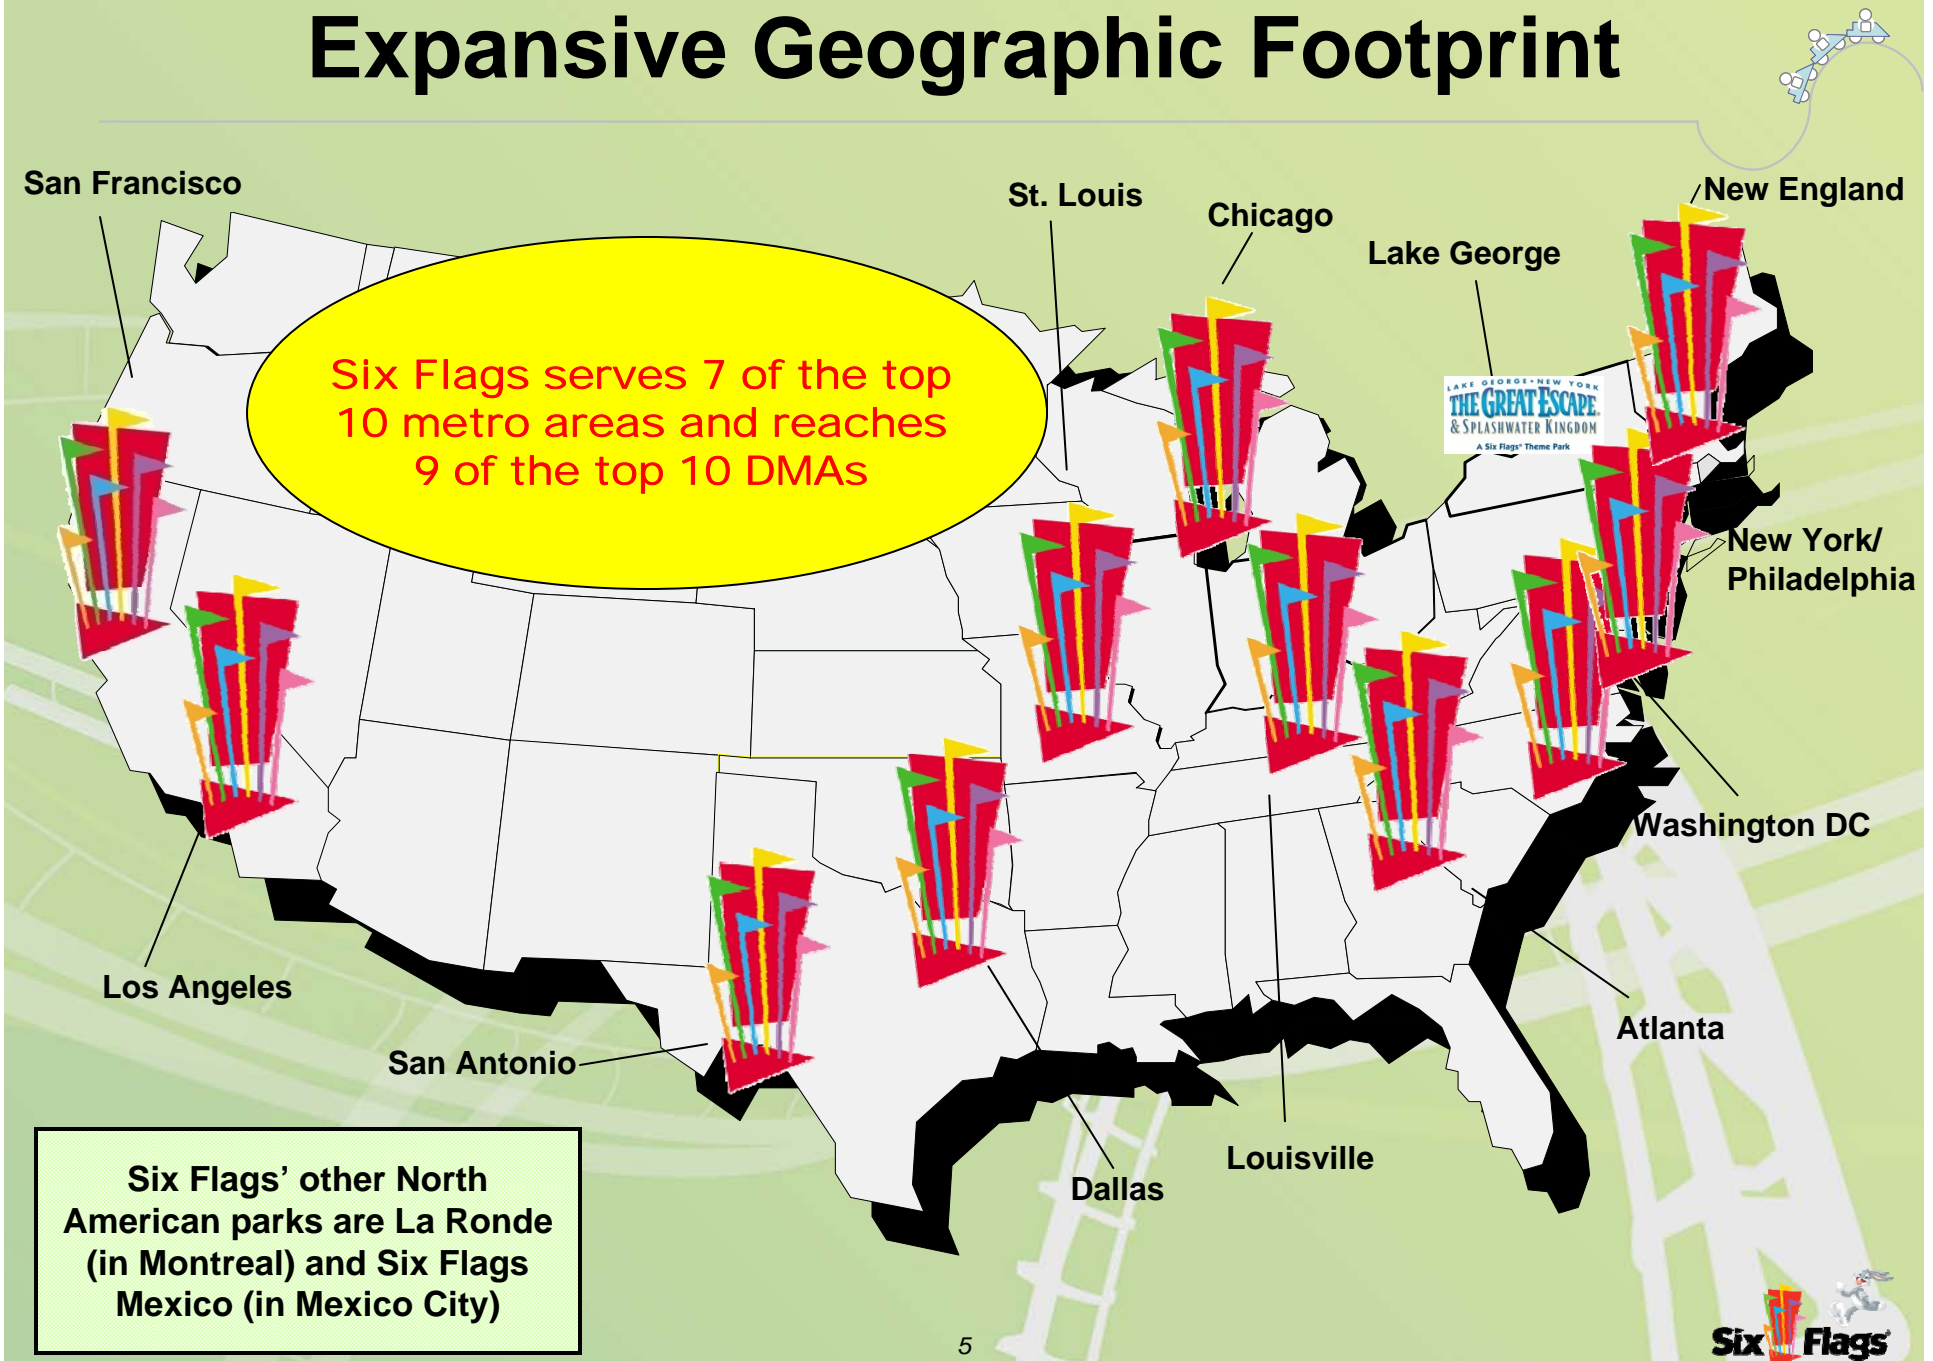 Expansive Geographic Footprint
San Francisco
St. Louis
Chicago
New England
Lake George
Six Flags serves 7 of the top
10 metro areas and reaches
9 of the top 10 DMAs
LAKE GEORGE • NEW YORK
THE GREAT ESCAPE
& SPLASHWATER KINGDOM
A Six Flags® Theme Park
New York/
Philadelphia
Washington DC
Los Angeles
Atlanta
San Antonio
Louisville
Dallas
Six Flags’ other North
American parks are La Ronde
(in Montreal) and Six Flags
Mexico (in Mexico City)
5
Six Flags